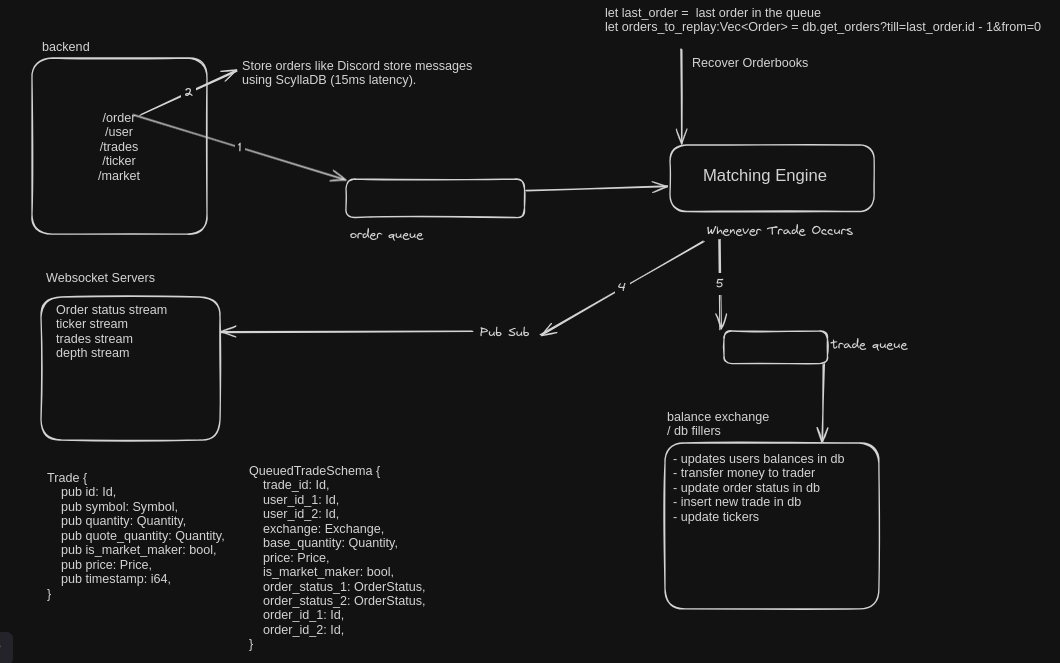 let last_order =  last order in the queue
let orders_to_replay:Vec<Order> = db.get_orders?till=last_order.id - 1&from=0
backend
Store orders like Discord store messages
using ScyllaDB (15ms latency).
Recover Orderbooks
2
/order
/user
/trades
/ticker
/market
1
Matching Engine
order queue
Whenever Trade Occurs
Websocket Servers
4
5
Order status stream
ticker stream
trades stream
depth stream
Pub Sub
trade queue
balance exchange
/ db fillers
- updates users balances in db
- transfer money to trader
- update order status in db
- insert new trade in db
- update tickers
Trade {
pub id: Id,
pub symbol: Symbol,
pub quantity: Quantity,
pub quote_quantity: Quantity,
pub is_market_maker: bool,
pub price: Price,
pub timestamp: i64,
}
QueuedTradeSchema {
trade_id: Id,
user_id_1: Id,
user_id_2: Id,
exchange: Exchange,
base_quantity: Quantity,
price: Price,
is_market_maker: bool,
order_status_1: OrderStatus,
order_status_2: OrderStatus,
order_id_1: Id,
order_id_2: Id,
}